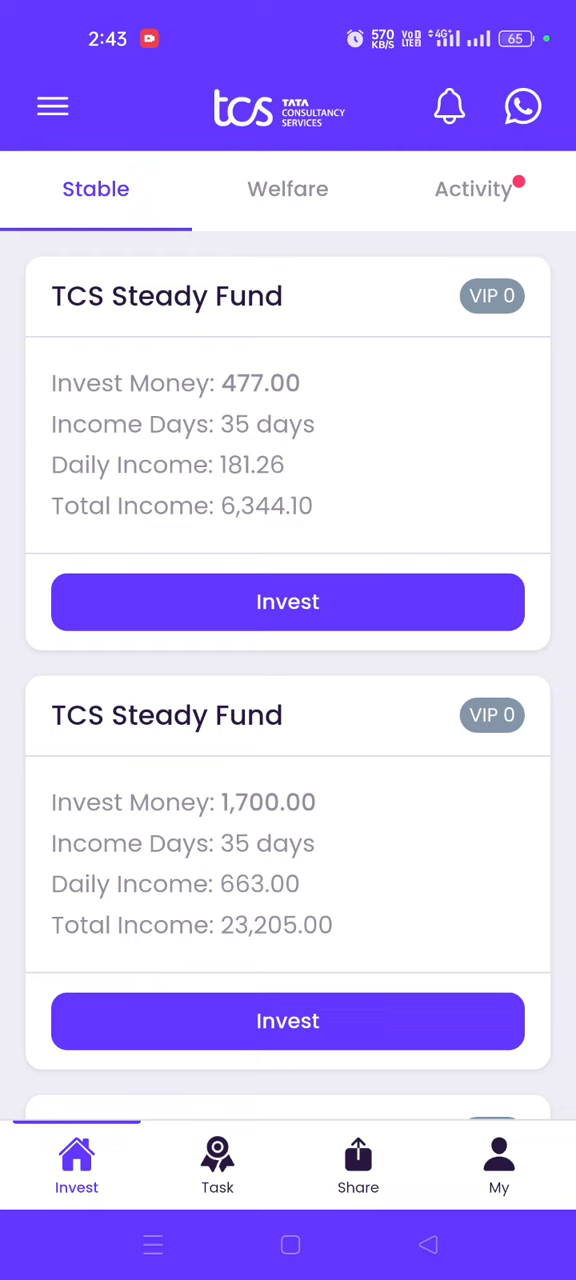 2:43
570
KB/S
Vo
LTE
4G+
65
tcs TATA
CONSULTANCY
SERVICES
Stable
Welfare
Activity
TCS Steady Fund
VIP 0
Invest Money: 477.00
Income Days: 35 days
Daily Income: 181.26
Total Income: 6,344.10
Invest
TCS Steady Fund
VIP 0
Invest Money: 1,700.00
Income Days: 35 days
Daily Income: 663.00
Total Income: 23,205.00
Invest
Invest
Task
Share
My